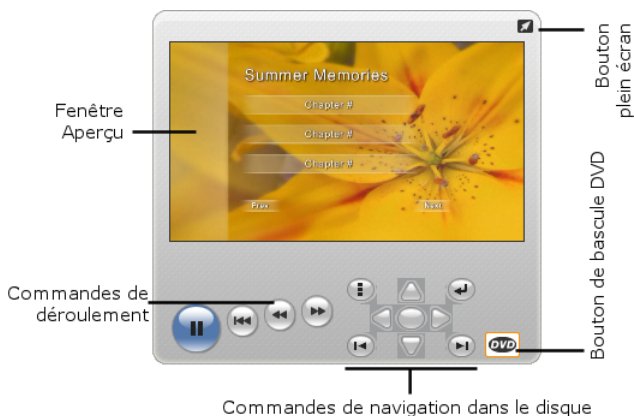 Bouton
plein écran
Summer Memories
Chapter #
Chapter #
Chapter #
Prev
Next
Fenêtre
Aperçu
Bouton de bascule DVD
Commandes de
déroulement
DVD
Commandes de navigation dans le disque